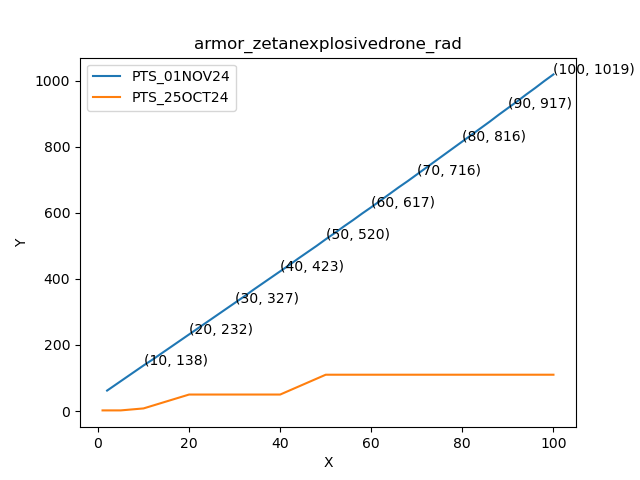 armor_zetanexplosivedrone_rad
PTS_01NOV24
PTS_25OCT24
(100, 1019)
(90, 917)
(80, 816)
(70, 716)
(60, 617)
(50, 520)
(40, 423)
(30, 327)
(20, 232)
(10, 138)
Y
1000
800
600
400
200
0
0 20 40 60 80 100
X